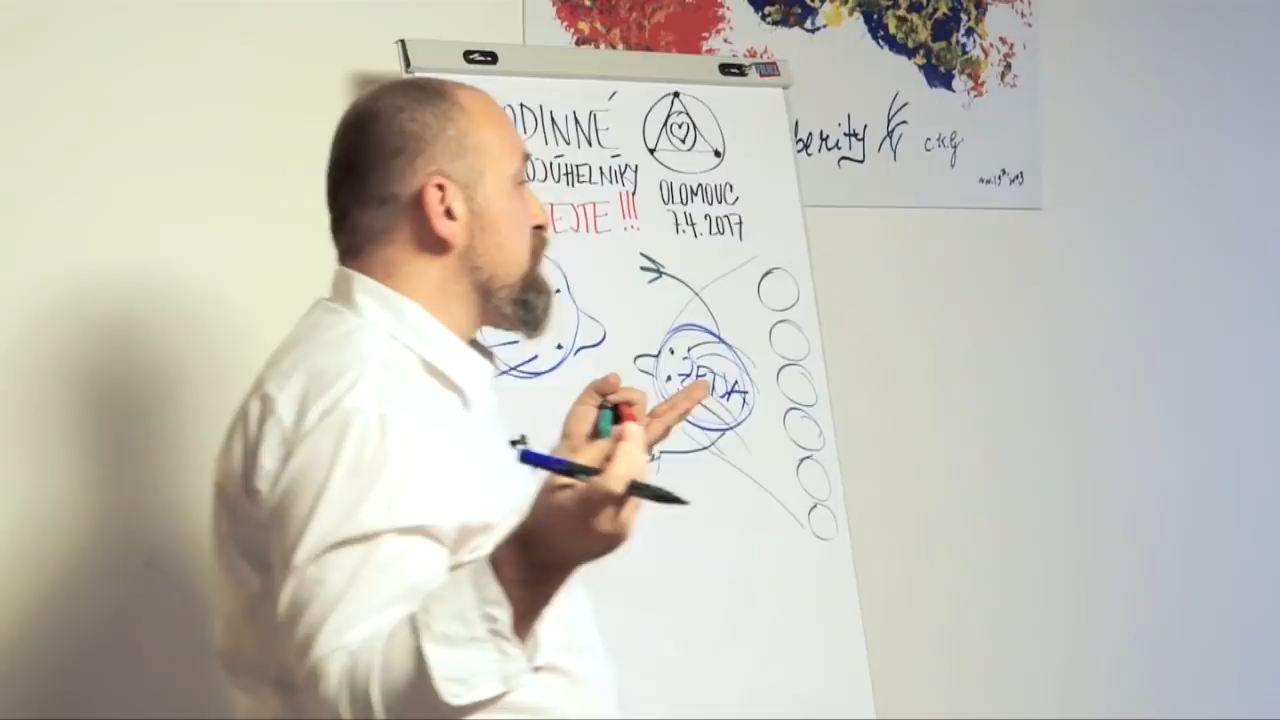 ODINNÉ
OJÚHELNÍKY
EJTE !!!
OLOMOUC
7.4.2017
berity
c.k.g.